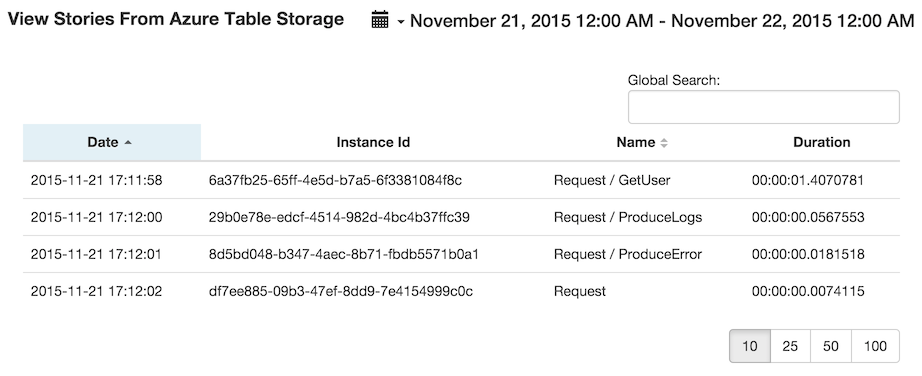 View Stories From Azure Table Storage November 21, 2015 12:00 AM - November 22, 2015 12:00 AM
Global Search:
Date Instance Id Name Duration
2015-11-21 17:11:58 6a37fb25-65ff-4e5d-b7a5-6f3381084f8c Request / GetUser 00:00:01.4070781
2015-11-21 17:12:00 29b0e78e-edcf-4514-982d-4bc4b37ffc39 Request / ProduceLogs 00:00:00.0567553
2015-11-21 17:12:01 8d5bd048-b347-4aec-8b71-fbdb5571b0a1 Request / ProduceError 00:00:00.0181518
2015-11-21 17:12:02 df7ee885-09b3-47ef-8dd9-7e4154999c0c Request 00:00:00.0074115
10 25 50 100